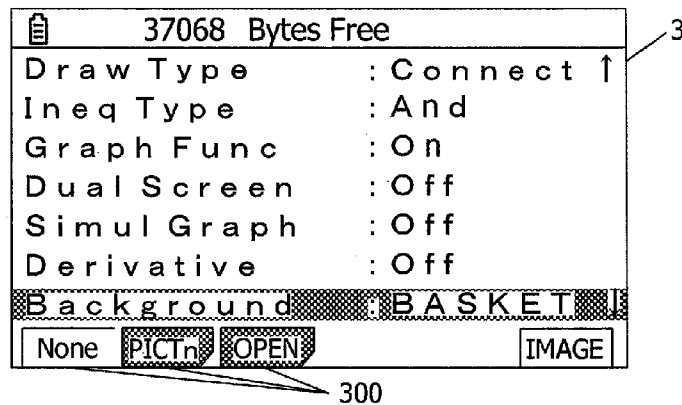 37068 Bytes Free
3
Draw Type : Connect ↑
Ineq Type : And
Graph Func : On
Dual Screen : Off
Simul Graph : Off
Derivative : Off
Background : BASKET ↓
None PICTn OPEN IMAGE
300